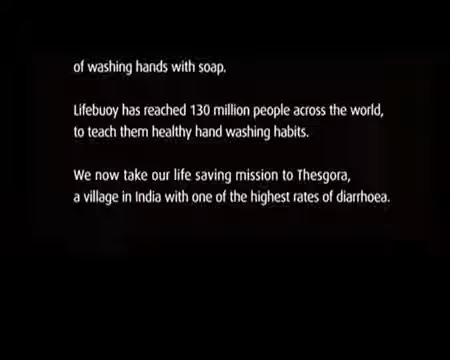 of washing hands with soap.
Lifebuoy has reached 130 million people across the world,
to teach them healthy hand washing habits.
We now take our life saving mission to Thesgora,
a village in India with one of the highest rates of diarrhoea.